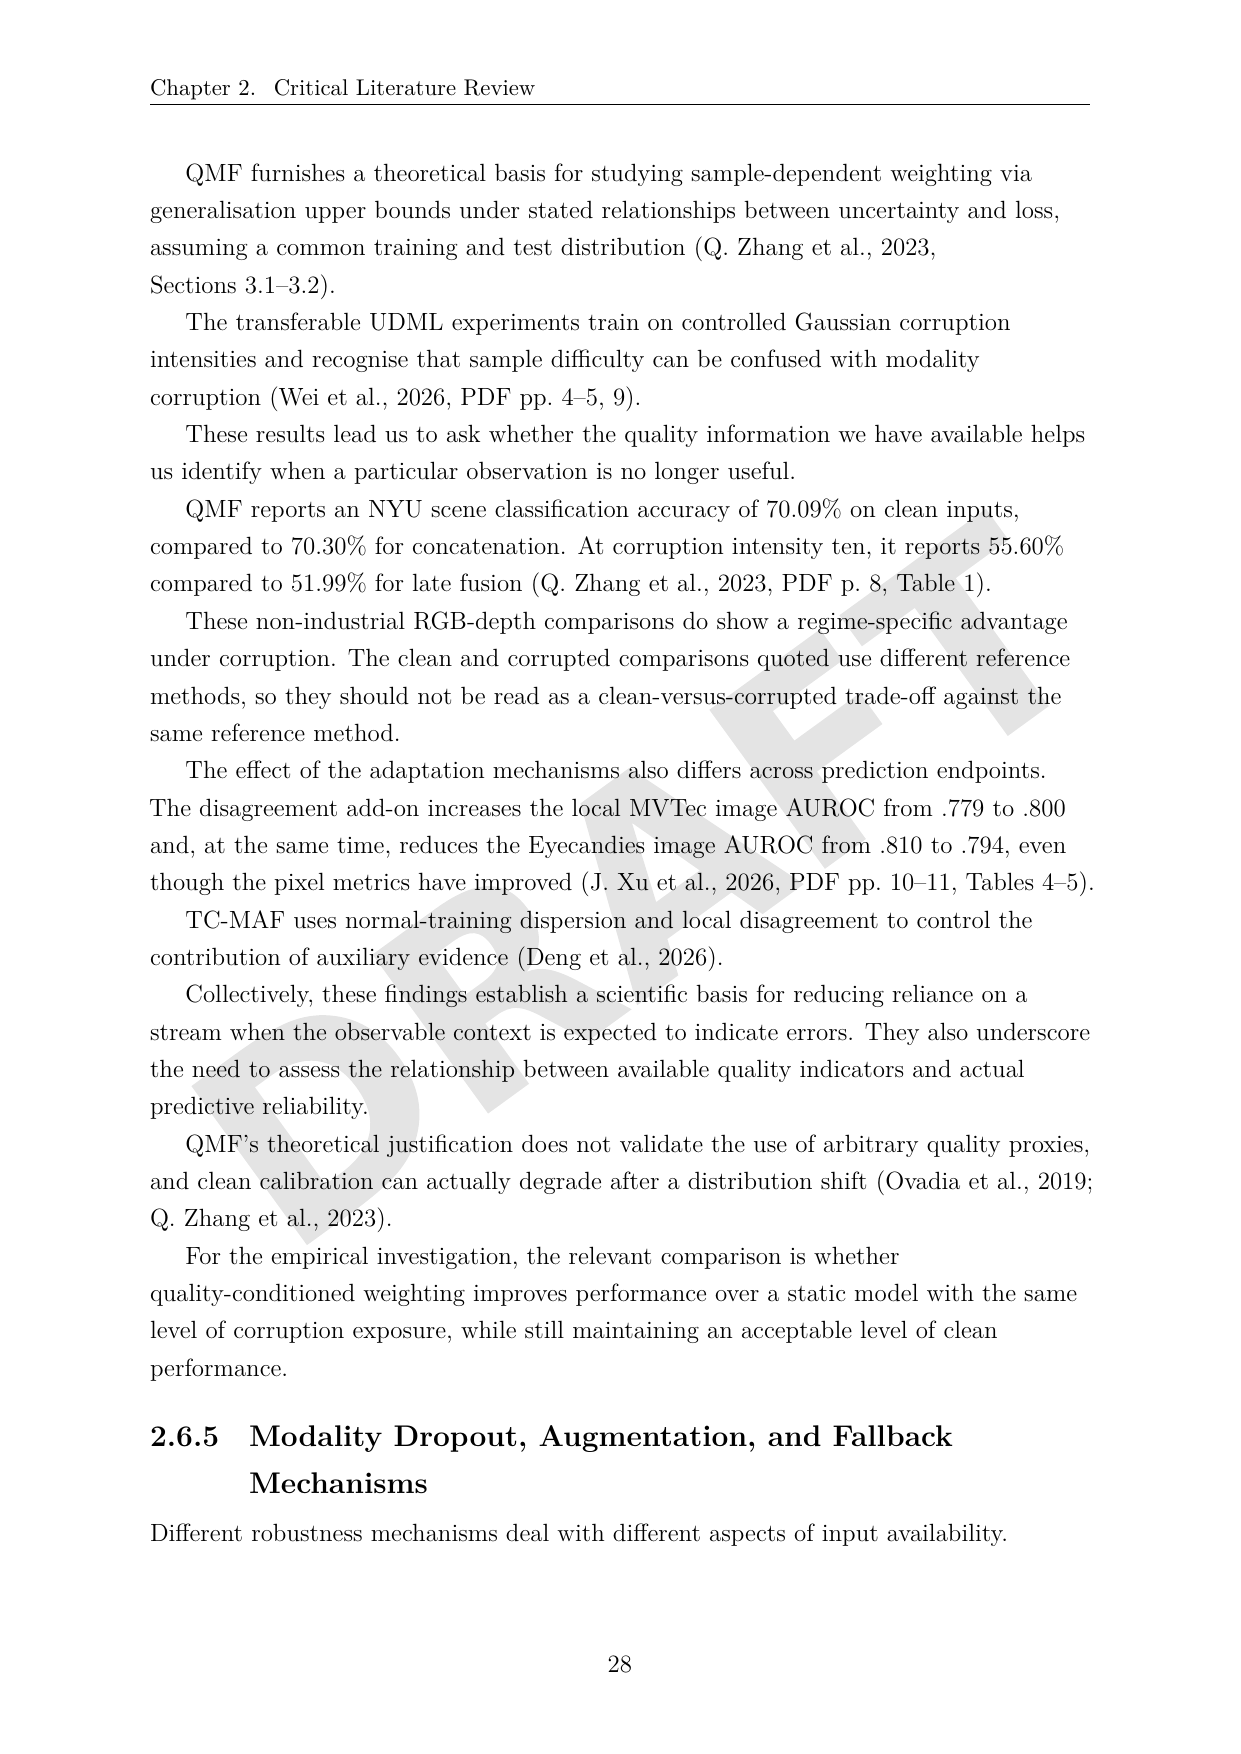 Chapter 2. Critical Literature Review
QMF furnishes a theoretical basis for studying sample-dependent weighting via
generalisation upper bounds under stated relationships between uncertainty and loss,
assuming a common training and test distribution (Q. Zhang et al., 2023,
Sections 3.1–3.2).
The transferable UDML experiments train on controlled Gaussian corruption
intensities and recognise that sample difficulty can be confused with modality
corruption (Wei et al., 2026, PDF pp. 4–5, 9).
These results lead us to ask whether the quality information we have available helps
us identify when a particular observation is no longer useful.
QMF reports an NYU scene classification accuracy of 70.09% on clean inputs,
compared to 70.30% for concatenation. At corruption intensity ten, it reports 55.60%
compared to 51.99% for late fusion (Q. Zhang et al., 2023, PDF p. 8, Table 1).
These non-industrial RGB-depth comparisons do show a regime-specific advantage
under corruption. The clean and corrupted comparisons quoted use different reference
methods, so they should not be read as a clean-versus-corrupted trade-off against the
same reference method.
The effect of the adaptation mechanisms also differs across prediction endpoints.
The disagreement add-on increases the local MVTec image AUROC from .779 to .800
and, at the same time, reduces the Eyecandies image AUROC from .810 to .794, even
though the pixel metrics have improved (J. Xu et al., 2026, PDF pp. 10–11, Tables 4–5).
TC-MAF uses normal-training dispersion and local disagreement to control the
contribution of auxiliary evidence (Deng et al., 2026).
Collectively, these findings establish a scientific basis for reducing reliance on a
stream when the observable context is expected to indicate errors. They also underscore
the need to assess the relationship between available quality indicators and actual
predictive reliability.
QMF's theoretical justification does not validate the use of arbitrary quality proxies,
and clean calibration can actually degrade after a distribution shift (Ovadia et al., 2019;
Q. Zhang et al., 2023).
For the empirical investigation, the relevant comparison is whether
quality-conditioned weighting improves performance over a static model with the same
level of corruption exposure, while still maintaining an acceptable level of clean
performance.
2.6.5 Modality Dropout, Augmentation, and Fallback
Mechanisms
Different robustness mechanisms deal with different aspects of input availability.
28
DRAFT